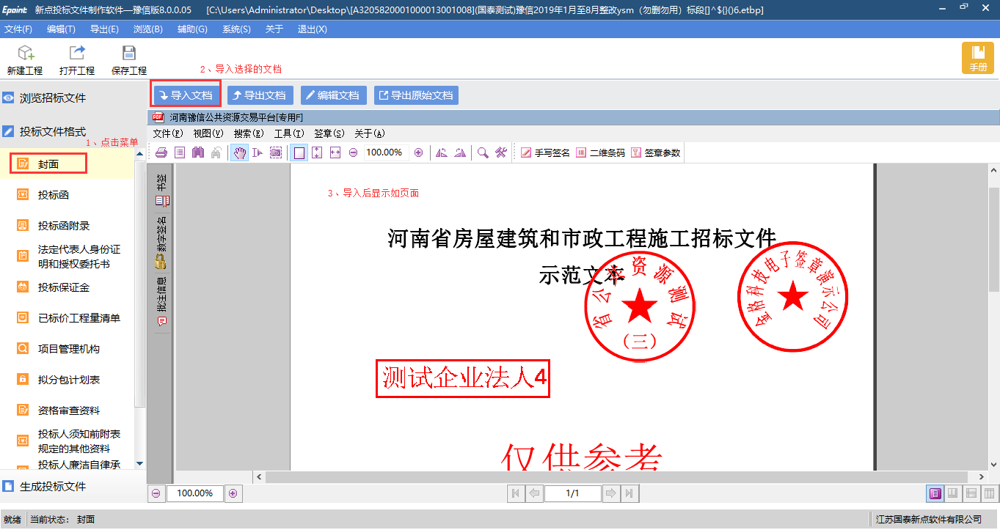 Epoint 新点投标文件制作软件—豫信版8.0.0.05 [C:\Users\Administrator\Desktop\[A3205820001000013001008](国泰测试)豫信2019年1月至8月整改ysm（勿删勿用）标段[]^${}()6.etbp]
文件(F) 编辑(T) 导出(E) 浏览(B) 辅助(G) 系统(S) 关于 退出(X)
新建工程 打开工程 保存工程
手册
2、导入选择的文档
浏览招标文件
导入文档 导出文档 编辑文档 导出原始文档
河南豫信公共资源交易平台[专用F]
投标文件格式
文件(F) 视图(V) 搜索(E) 工具(T) 签章(S) 关于(A)
1、点击菜单
100.00% 手写签名 二维条码 签章参数
封面
投标函
投标函附录
法定代表人身份证
明和授权委托书
投标保证金
已标价工程量清单
项目管理机构
拟分包计划表
资格审查资料
投标人须知前附表
规定的其他资料
投标人廉洁自律承
生成投标文件
书签
数字签名
批注信息
3、导入后显示如页面
河南省房屋建筑和市政工程施工招标文件
示范文本
省公共资源测试
（三）
金格科技电子签章演示公司
测试企业法人4
仅供参考
100.00% 1/1
就绪 当前状态： 封面 江苏国泰新点软件有限公司